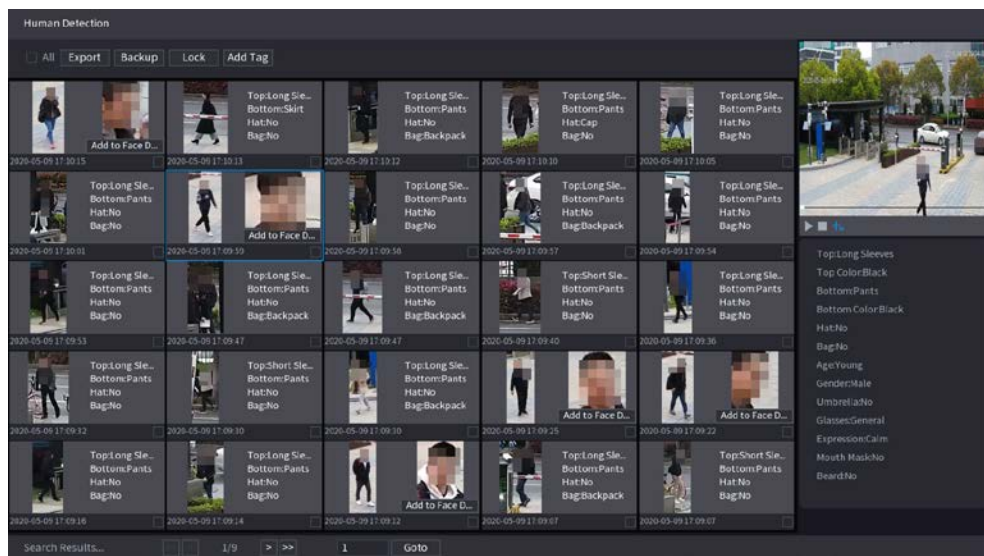 Human Detection
All Export Backup Lock Add Tag
Add to Face D...
2020-05-09 17:10:15
Top:Long Sle...
Bottom:Skirt
Hat:No
Bag:No
2020-05-09 17:10:13
Top:Long Sle...
Bottom:Pants
Hat:No
Bag:Backpack
2020-05-09 17:10:12
Top:Long Sle...
Bottom:Pants
Hat:Cap
Bag:No
2020-05-09 17:10:10
Top:Long Sle...
Bottom:Pants
Hat:No
Bag:No
2020-05-09 17:10:05
Top:Long Sle...
Bottom:Pants
Hat:No
Bag:No
2020-05-09 17:10:01
Add to Face D...
2020-05-09 17:09:59
Top:Long Sle...
Bottom:Pants
Hat:No
Bag:No
2020-05-09 17:09:58
Top:Long Sle...
Bottom:Pants
Hat:No
Bag:Backpack
2020-05-09 17:09:57
Top:Long Sle...
Bottom:Pants
Hat:No
Bag:No
2020-05-09 17:09:54
Top:Long Sle...
Bottom:Pants
Hat:No
Bag:No
2020-05-09 17:09:53
Top:Long Sle...
Bottom:Pants
Hat:No
Bag:Backpack
2020-05-09 17:09:47
Top:Long Sle...
Bottom:Pants
Hat:No
Bag:Backpack
2020-05-09 17:09:47
Top:Short Sle...
Bottom:Pants
Hat:No
Bag:No
2020-05-09 17:09:40
Top:Long Sle...
Bottom:Pants
Hat:No
Bag:No
2020-05-09 17:09:36
Top:Long Sle...
Bottom:Pants
Hat:No
Bag:No
2020-05-09 17:09:32
Top:Short Sle...
Bottom:Pants
Hat:No
Bag:No
2020-05-09 17:09:30
Top:Long Sle...
Bottom:Pants
Hat:No
Bag:Backpack
2020-05-09 17:09:30
Add to Face D...
2020-05-09 17:09:25
Add to Face D...
2020-05-09 17:09:22
Top:Long Sle...
Bottom:Pants
Hat:No
Bag:No
2020-05-09 17:09:16
Top:Long Sle...
Bottom:Pants
Hat:No
Bag:No
2020-05-09 17:09:14
Add to Face D...
2020-05-09 17:09:12
Top:Long Sle...
Bottom:Pants
Hat:No
Bag:Backpack
2020-05-09 17:09:07
Top:Short Sle...
Bottom:Pants
Hat:No
Bag:No
2020-05-09 17:09:07
Top:Long Sleeves
Top Color:Black
Bottom:Pants
Bottom Color:Black
Hat:No
Bag:No
Age:Young
Gender:Male
Umbrella:No
Glasses:General
Expression:Calm
Mouth Mask:No
Beard:No
Search Results... 1/9 > >> 1 Goto